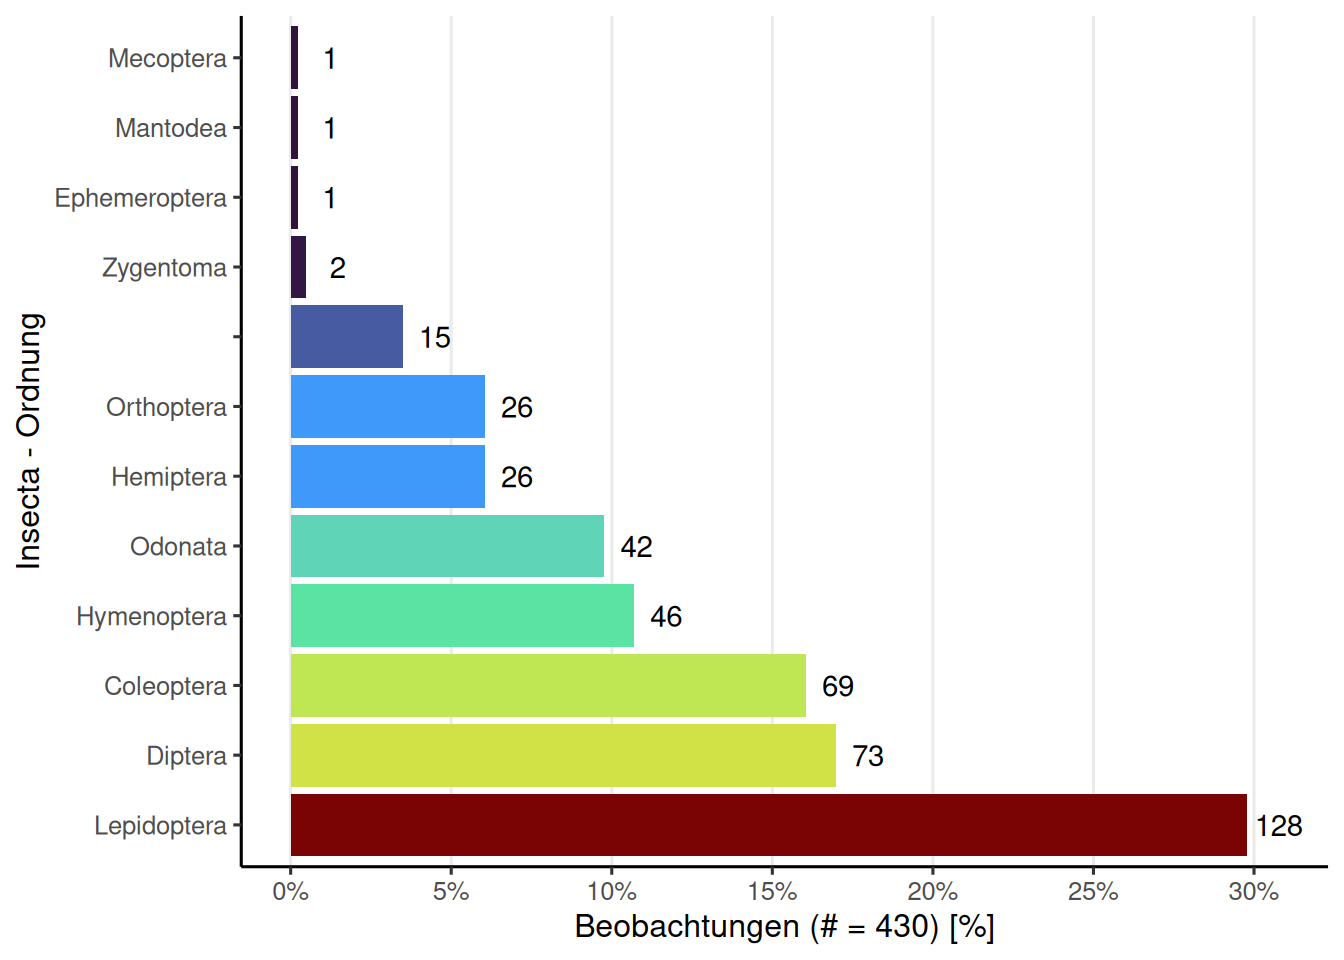 Mecoptera 1
Mantodea 1
Ephemeroptera 1
Zygentoma 2
15
Orthoptera 26
Hemiptera 26
Odonata 42
Hymenoptera 46
Coleoptera 69
Diptera 73
Lepidoptera 128
0% 5% 10% 15% 20% 25% 30%
Beobachtungen (# = 430) [%]
Insecta - Ordnung